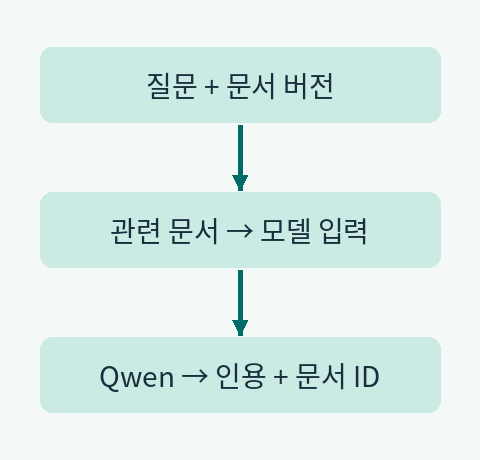 질문 + 문서 버전
관련 문서 → 모델 입력
Qwen → 인용 + 문서 ID